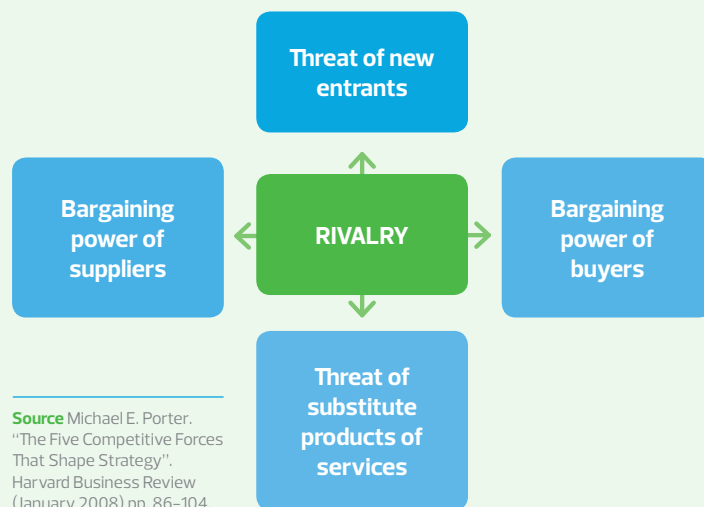 Threat of new
entrants
Bargaining
power of
suppliers
RIVALRY
Bargaining
power of
buyers
Threat of
substitute
products of
services
Source Michael E. Porter.
“The Five Competitive Forces
That Shape Strategy”.
Harvard Business Review
(January 2008) pp. 86–104.